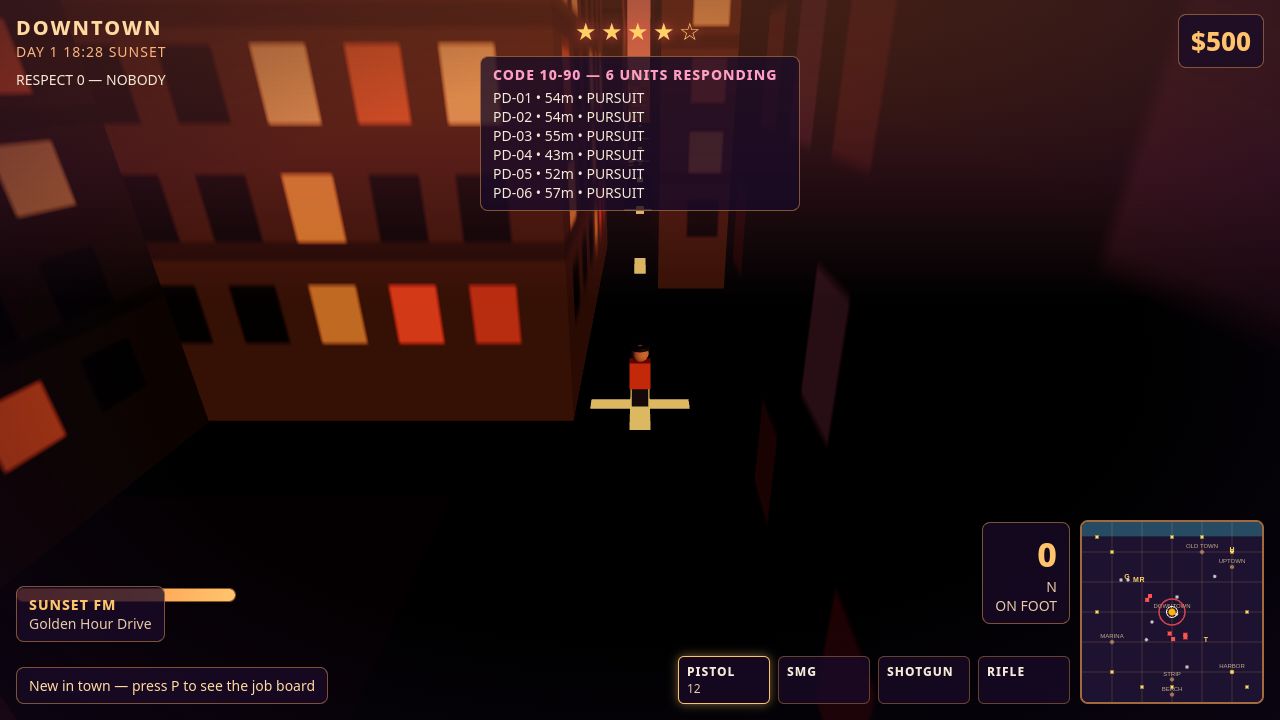 DOWNTOWN
DAY 1 18:28 SUNSET
RESPECT 0 — NOBODY
★★★★☆
$500
CODE 10-90 — 6 UNITS RESPONDING
PD-01 • 54m • PURSUIT
PD-02 • 54m • PURSUIT
PD-03 • 55m • PURSUIT
PD-04 • 43m • PURSUIT
PD-05 • 52m • PURSUIT
PD-06 • 57m • PURSUIT
SUNSET FM
Golden Hour Drive
New in town — press P to see the job board
PISTOL
12
SMG
SHOTGUN
RIFLE
0
N
ON FOOT
OLD TOWN
UPTOWN
G
MR
DOWNTOWN
MARINA
T
HARBOR
STRIP
BEACH